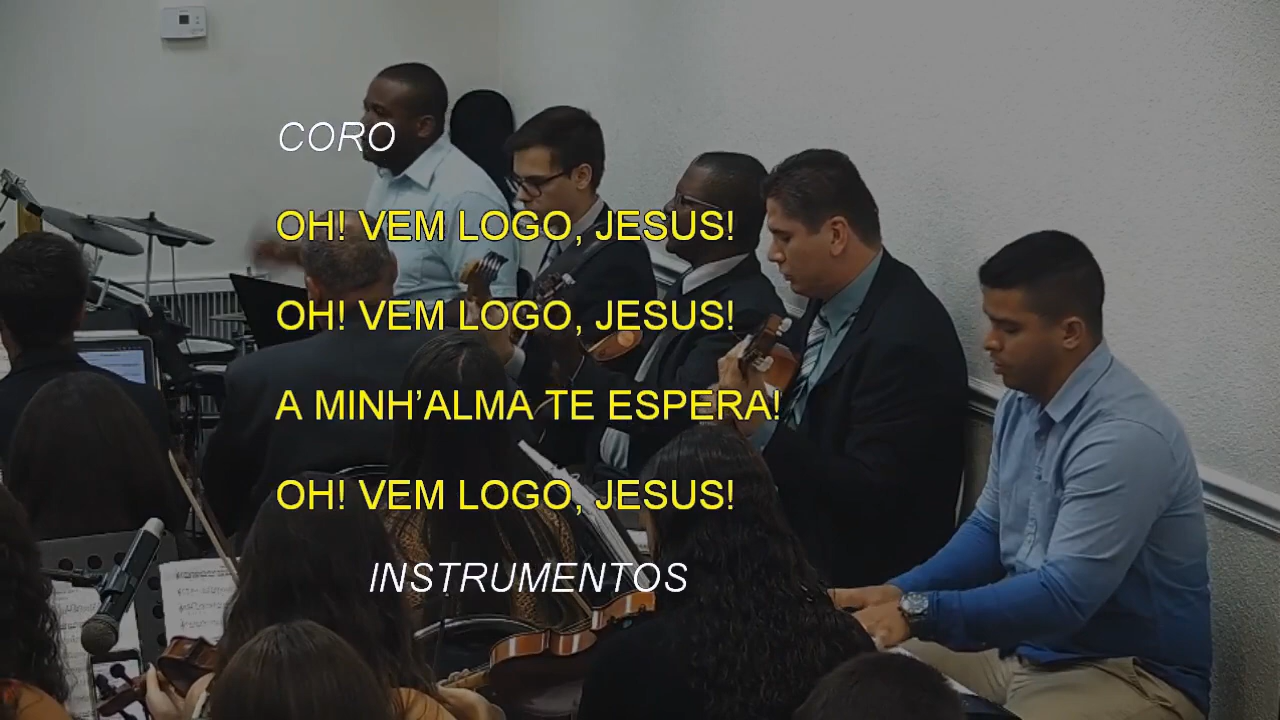 CORO
OH! VEM LOGO, JESUS!
OH! VEM LOGO, JESUS!
A MINH’ALMA TE ESPERA!
OH! VEM LOGO, JESUS!
INSTRUMENTOS